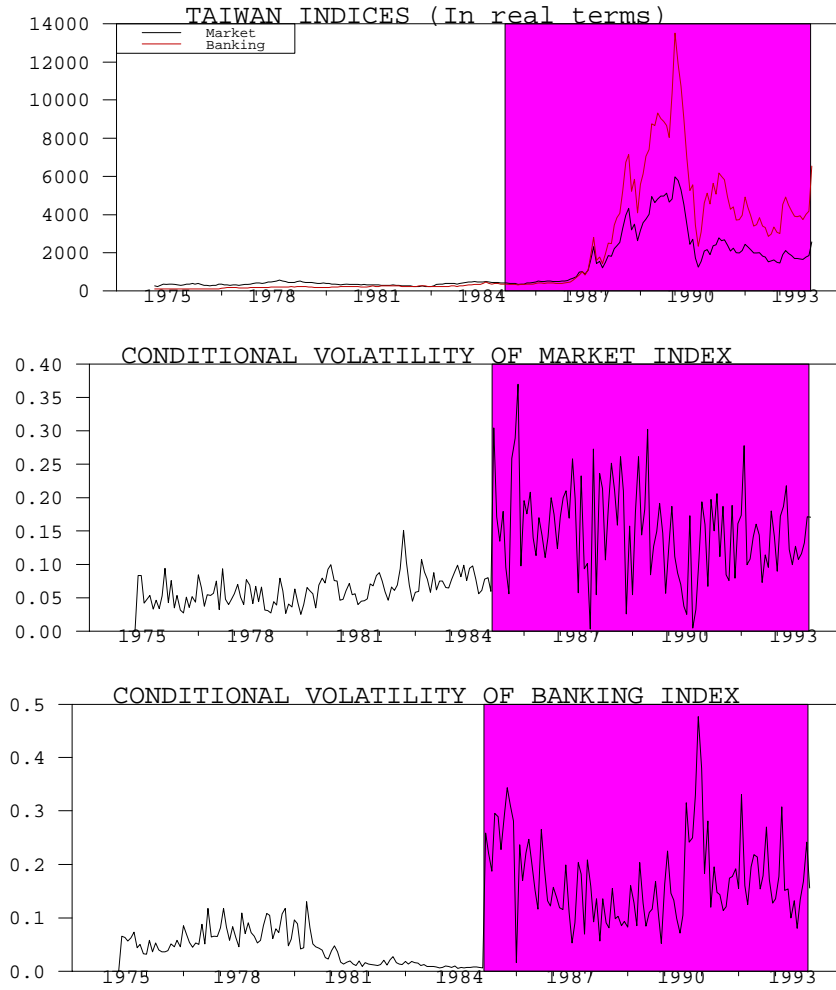 TAIWAN INDICES (In real terms)
Market
Banking
14000
12000
10000
8000
6000
4000
2000
0
1975 1978 1981 1984 1987 1990 1993
CONDITIONAL VOLATILITY OF MARKET INDEX
0.40
0.35
0.30
0.25
0.20
0.15
0.10
0.05
0.00
1975 1978 1981 1984 1987 1990 1993
CONDITIONAL VOLATILITY OF BANKING INDEX
0.5
0.4
0.3
0.2
0.1
0.0
1975 1978 1981 1984 1987 1990 1993